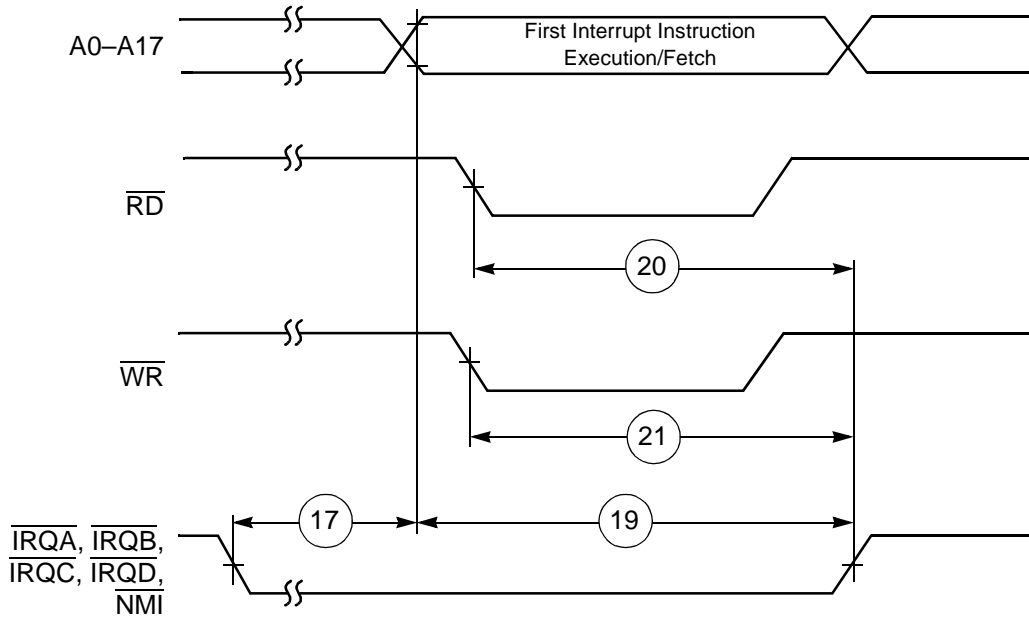 A0–A17
First Interrupt Instruction
Execution/Fetch
RD
20
WR
21
17
19
IRQA, IRQB,
IRQC, IRQD,
NMI